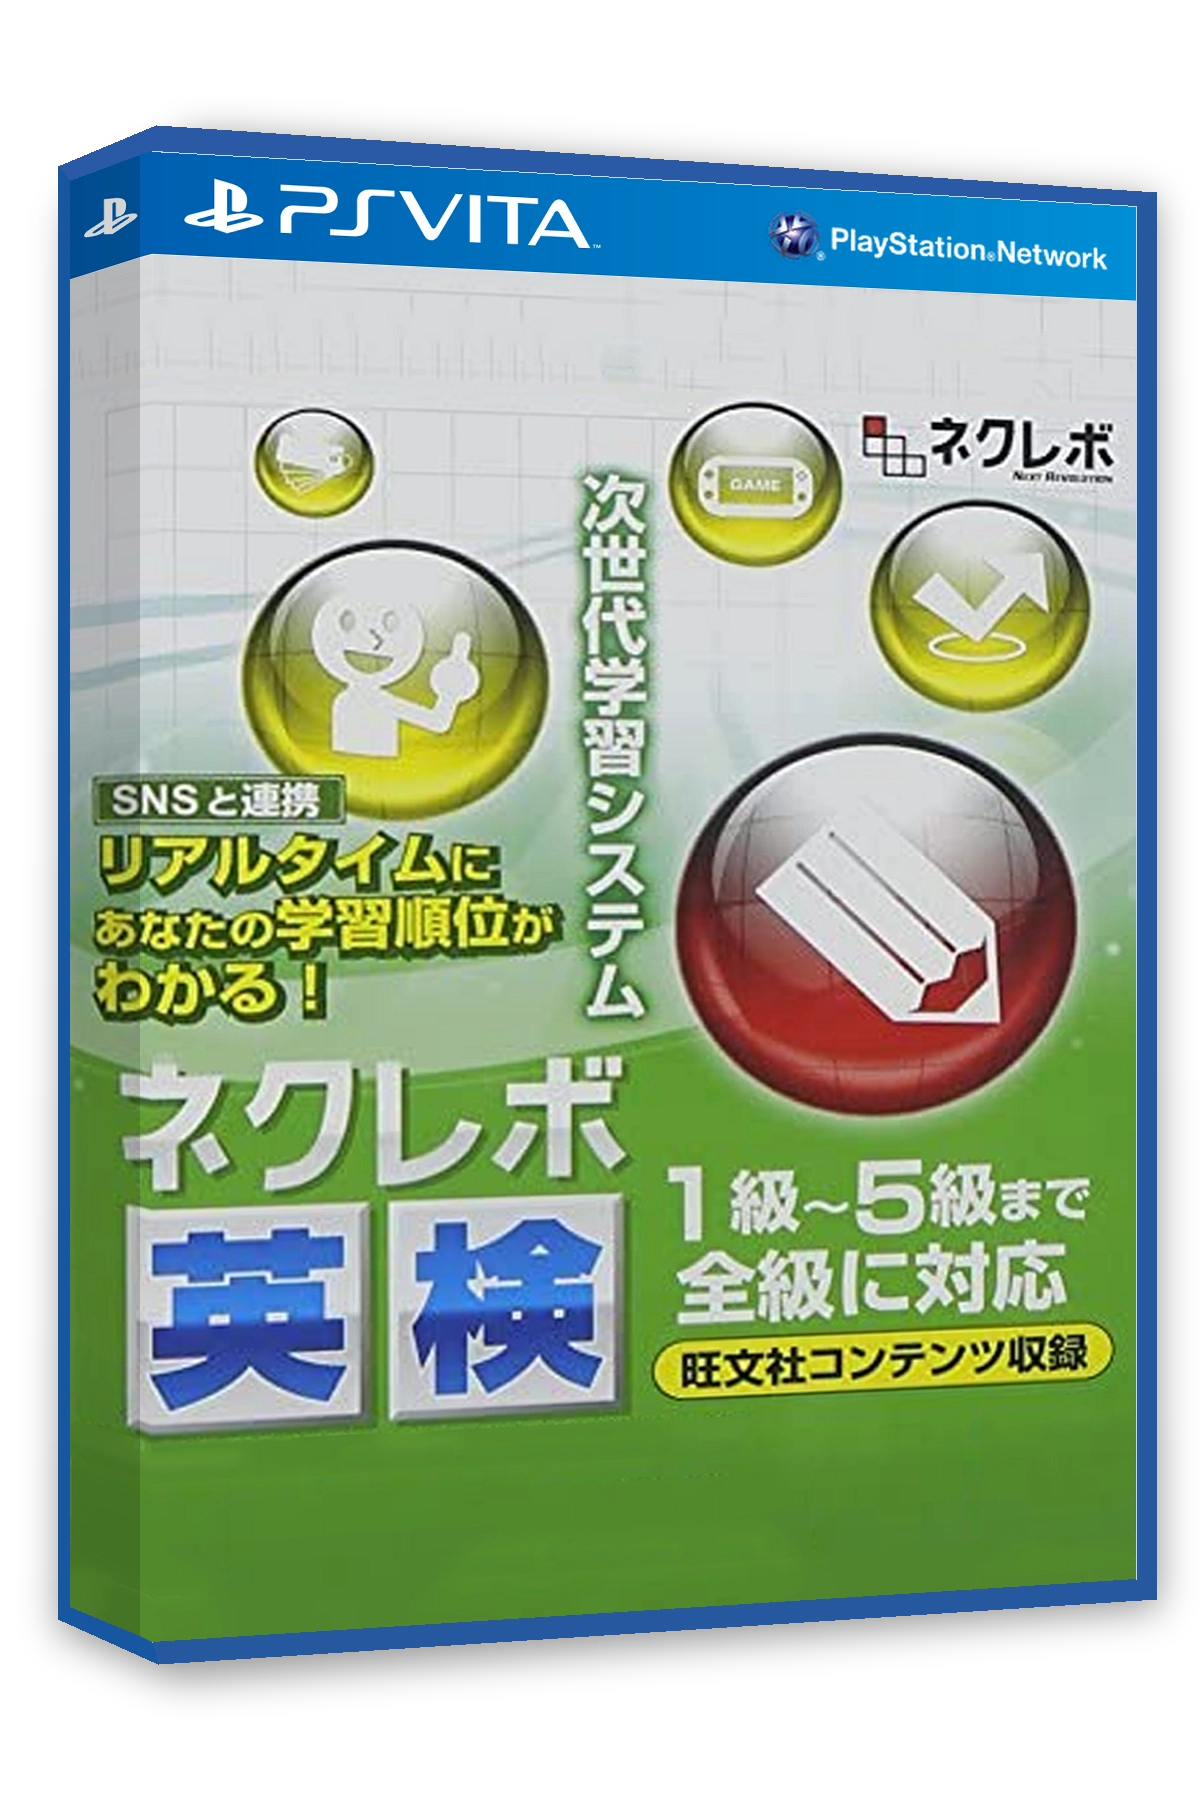 PSVITA™
PlayStation®Network
ネクレボ
NEXT REVOLUTION
GAME
次世代学習システム
SNSと連携
リアルタイムに
あなたの学習順位が
わかる！
ネクレボ
英検
1級～5級まで
全級に対応
旺文社コンテンツ収録